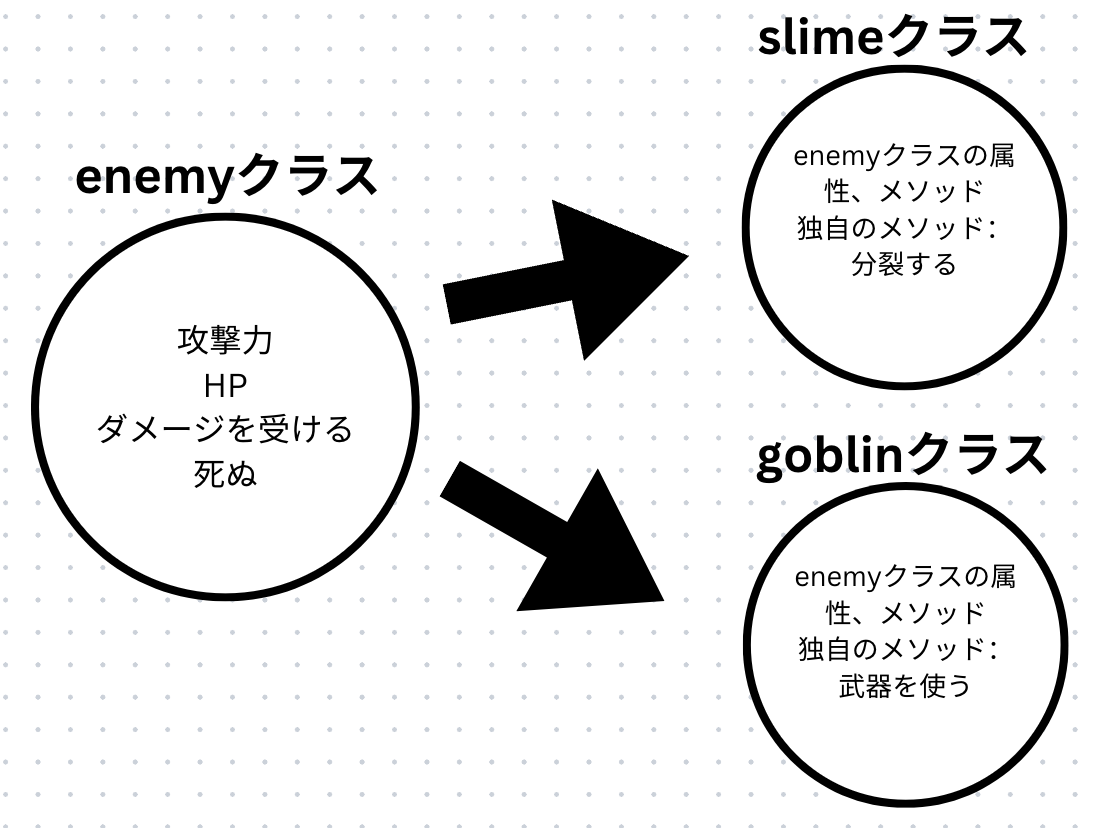 enemyクラス
攻撃力
HP
ダメージを受ける
死ぬ
slimeクラス
enemyクラスの属
性、メソッド
独自のメソッド:
分裂する
goblinクラス
enemyクラスの属
性、メソッド
独自のメソッド:
武器を使う